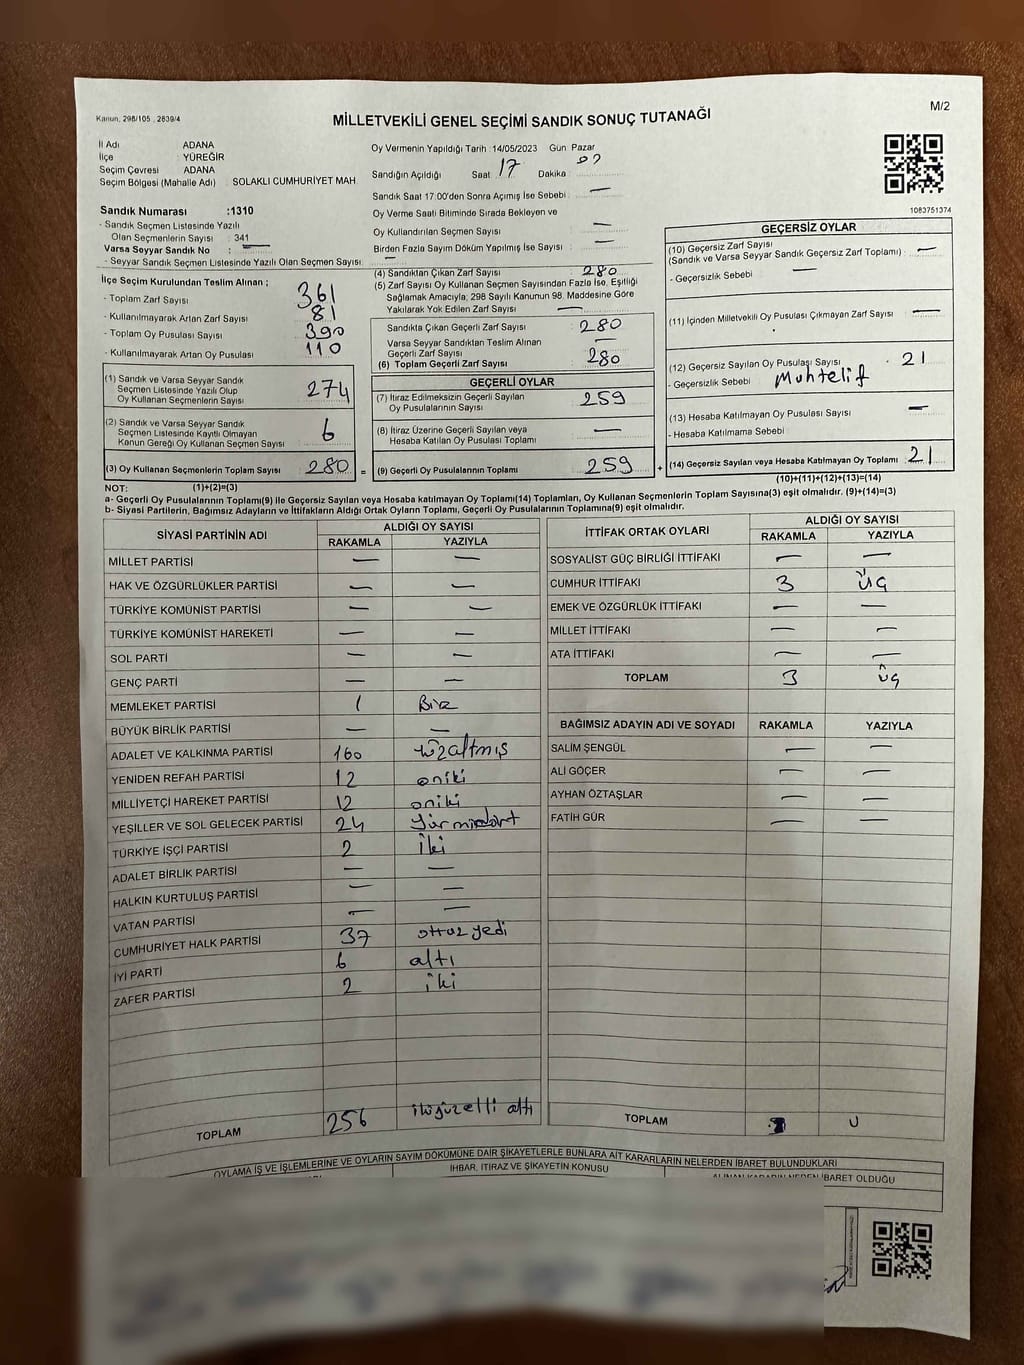 Kanun: 298/105 , 2839/4
MİLLETVEKİLİ GENEL SEÇİMİ SANDIK SONUÇ TUTANAĞI
M/2
İl Adı ADANA
İlçe YÜREĞİR
Seçim Çevresi ADANA
Seçim Bölgesi (Mahalle Adı) SOLAKLI CUMHURİYET MAH.
Oy Vermenin Yapıldığı Tarih :14/05/2023 Gün Pazar
Sandığın Açıldığı Saat 17 Dakika
Sandık Saat 17:00'den Sonra Açımış İse Sebebi : —
Oy Verme Saati Bitiminde Sırada Bekleyen ve
Oy Kullandırılan Seçmen Sayısı : —
Birden Fazla Sayım Döküm Yapılmış İse Sayısı : —
1083751374
Sandık Numarası :1310
- Sandık Seçmen Listesinde Yazılı
Olan Seçmenlerin Sayısı : 341
Varsa Seyyar Sandık No : —
- Seyyar Sandık Seçmen Listesinde Yazılı Olan Seçmen Sayısı: —
İlçe Seçim Kurulundan Teslim Alınan ;
- Toplam Zarf Sayısı 361
- Kullanılmayarak Artan Zarf Sayısı 81
- Toplam Oy Pusulası Sayısı 390
- Kullanılmayarak Artan Oy Pusulası 110
(1) Sandık ve Varsa Seyyar Sandık
Seçmen Listesinde Yazılı Olup
Oy Kullanan Seçmenlerin Sayısı 274
(2) Sandık ve Varsa Seyyar Sandık
Seçmen Listesinde Kayıtlı Olmayan
Kanun Gereği Oy Kullanan Seçmen Sayısı 6
(3) Oy Kullanan Seçmenlerin Toplam Sayısı 280 =
(4) Sandıktan Çıkan Zarf Sayısı : 280
(5) Zarf Sayısı Oy Kullanan Seçmen Sayısından Fazla İse, Eşitliği
Sağlamak Amacıyla; 298 Sayılı Kanunun 98. Maddesine Göre
Yakılarak Yok Edilen Zarf Sayısı : —
Sandıkta Çıkan Geçerli Zarf Sayısı : 280
Varsa Seyyar Sandıktan Teslim Alınan
Geçerli Zarf Sayısı :
(6) Toplam Geçerli Zarf Sayısı : 280
GEÇERLİ OYLAR
(7) İtiraz Edilmeksizin Geçerli Sayılan
Oy Pusulalarının Sayısı : 259
(8) İtiraz Üzerine Geçerli Sayılan veya
Hesaba Katılan Oy Pusulası Toplamı : —
(9) Geçerli Oy Pusulalarının Toplamı : 259 +
GEÇERSİZ OYLAR
(10) Geçersiz Zarf Sayısı
(Sandık ve Varsa Seyyar Sandık Geçersiz Zarf Toplamı) : —
- Geçersizlik Sebebi —
(11) İçinden Milletvekili Oy Pusulası Çıkmayan Zarf Sayısı : —
(12) Geçersiz Sayılan Oy Pusulası Sayısı : 21
- Geçersizlik Sebebi Muhtelif
(13) Hesaba Katılmayan Oy Pusulası Sayısı —
- Hesaba Katılmama Sebebi
(14) Geçersiz Sayılan veya Hesaba Katılmayan Oy Toplamı : 21
NOT: (1)+(2)=(3)
(10)+(11)+(12)+(13)=(14)
a- Geçerli Oy Pusulalarının Toplamı(9) ile Geçersiz Sayılan veya Hesaba katılmayan Oy Toplamı(14) Toplamları, Oy Kullanan Seçmenlerin Toplam Sayısına(3) eşit olmalıdır. (9)+(14)=(3)
b- Siyasi Partilerin, Bağımsız Adayların ve İttifakların Aldığı Ortak Oyların Toplamı, Geçerli Oy Pusulalarının Toplamına(9) eşit olmalıdır.
SİYASİ PARTİNİN ADI ALDIĞI OY SAYISI
RAKAMLA YAZIYLA
MİLLET PARTİSİ — —
HAK VE ÖZGÜRLÜKLER PARTİSİ — —
TÜRKİYE KOMÜNİST PARTİSİ — —
TÜRKİYE KOMÜNİST HAREKETİ — —
SOL PARTİ — —
GENÇ PARTİ — —
MEMLEKET PARTİSİ 1 Bir
BÜYÜK BİRLİK PARTİSİ — —
ADALET VE KALKINMA PARTİSİ 160 yüzaltmış
YENİDEN REFAH PARTİSİ 12 oniki
MİLLİYETÇİ HAREKET PARTİSİ 12 oniki
YEŞİLLER VE SOL GELECEK PARTİSİ 24
TÜRKİYE İŞÇİ PARTİSİ 2 iki
ADALET BİRLİK PARTİSİ — —
HALKIN KURTULUŞ PARTİSİ — —
VATAN PARTİSİ — —
CUMHURİYET HALK PARTİSİ 37 otuz yedi
İYİ PARTİ 6 altı
ZAFER PARTİSİ 2 iki
TOPLAM 256 ikiyüzelli altı
İTTİFAK ORTAK OYLARI ALDIĞI OY SAYISI
RAKAMLA YAZIYLA
SOSYALİST GÜÇ BİRLİĞİ İTTİFAKI — —
CUMHUR İTTİFAKI 3 üç
EMEK VE ÖZGÜRLÜK İTTİFAKI — —
MİLLET İTTİFAKI — —
ATA İTTİFAKI — —
TOPLAM 3 üç
BAĞIMSIZ ADAYIN ADI VE SOYADI RAKAMLA YAZIYLA
SALİM ŞENGÜL — —
ALİ GÖÇER — —
AYHAN ÖZTAŞLAR — —
FATİH GÜR — —
TOPLAM
OYLAMA İŞ VE İŞLEMLERİNE VE OYLARIN SAYIM DÖKÜMÜNE DAİR ŞİKAYETLERLE BUNLARA AİT KARARLARIN NELERDEN İBARET BULUNDUKLARI
İHBAR, İTİRAZ VE ŞİKAYETİN KONUSU
ALINAN KARARIN NEDEN İBARET OLDUĞU